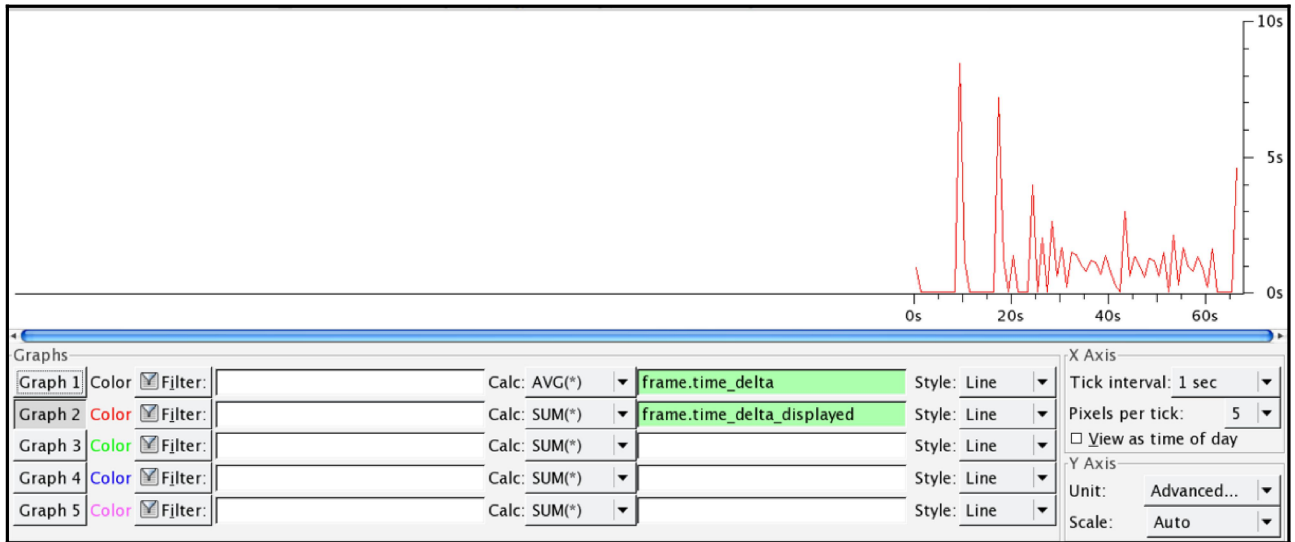 10s
5s
0s
0s 20s 40s 60s
Graphs
Graph 1 Color Filter: Calc: AVG(*) frame.time_delta Style: Line
Graph 2 Color Filter: Calc: SUM(*) frame.time_delta_displayed Style: Line
Graph 3 Color Filter: Calc: SUM(*) Style: Line
Graph 4 Color Filter: Calc: SUM(*) Style: Line
Graph 5 Color Filter: Calc: SUM(*) Style: Line
X Axis
Tick interval: 1 sec
Pixels per tick: 5
View as time of day
Y Axis
Unit: Advanced...
Scale: Auto